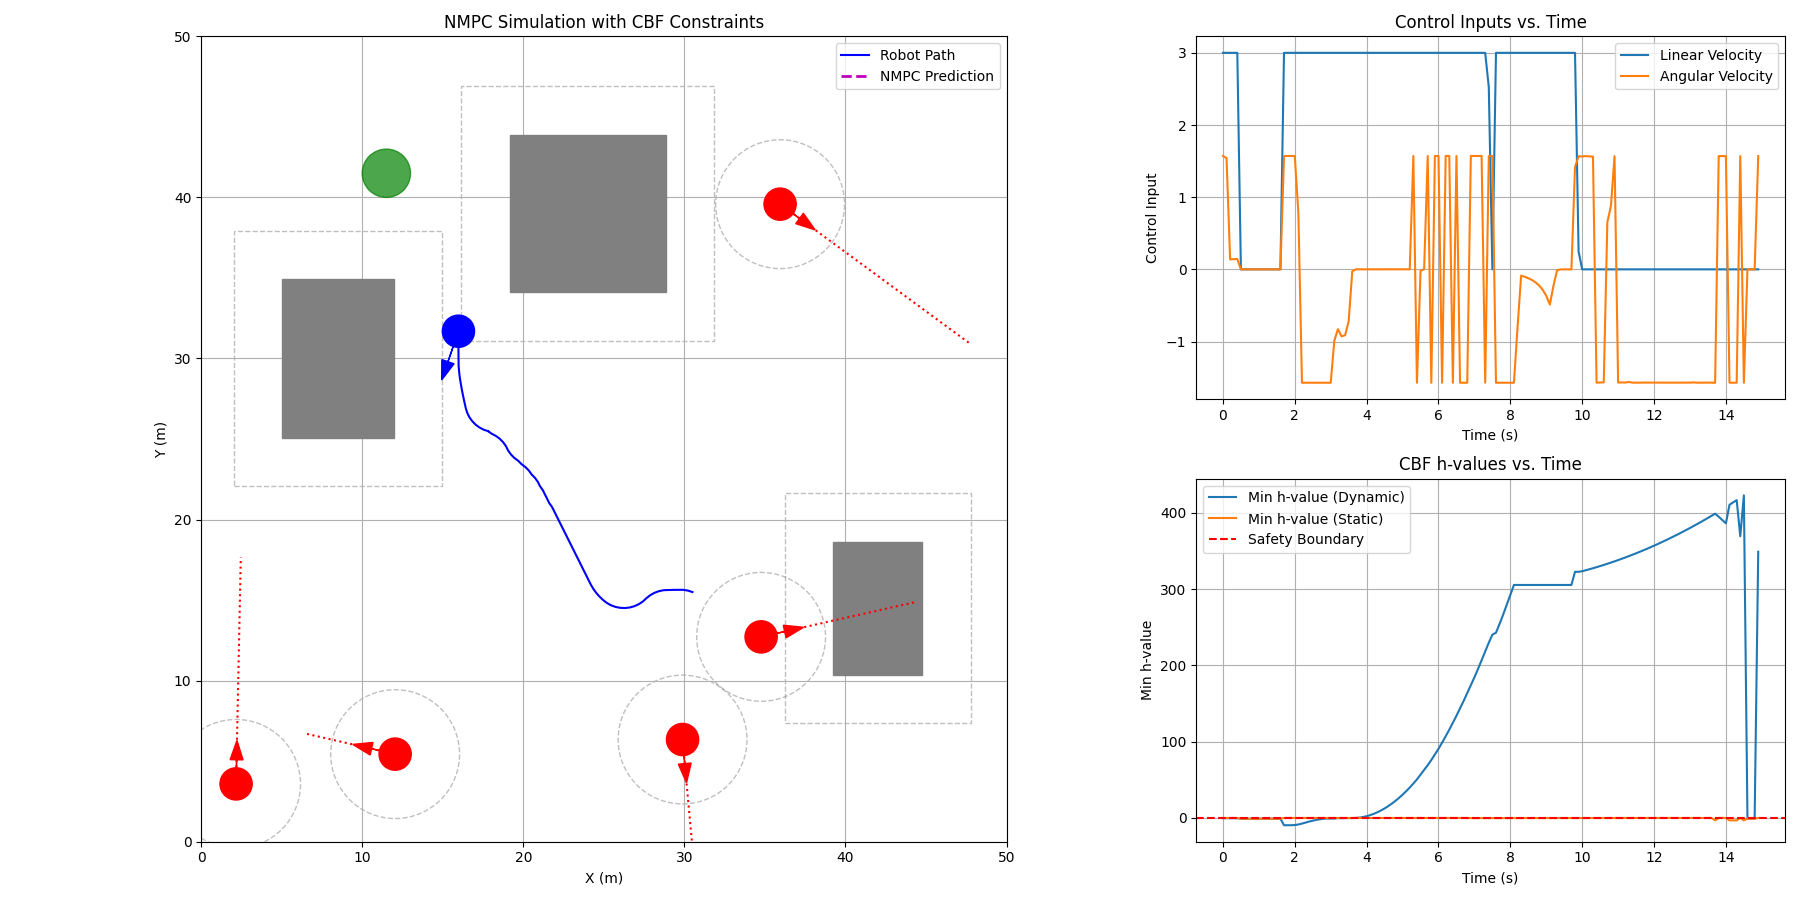 NMPC Simulation with CBF Constraints
Robot Path
NMPC Prediction
50
40
30
20
10
0
Y (m)
0 10 20 30 40 50
X (m)
Control Inputs vs. Time
Linear Velocity
Angular Velocity
3
2
1
0
−1
Control Input
0 2 4 6 8 10 12 14
Time (s)
CBF h-values vs. Time
Min h-value (Dynamic)
Min h-value (Static)
Safety Boundary
400
300
200
100
0
Min h-value
0 2 4 6 8 10 12 14
Time (s)